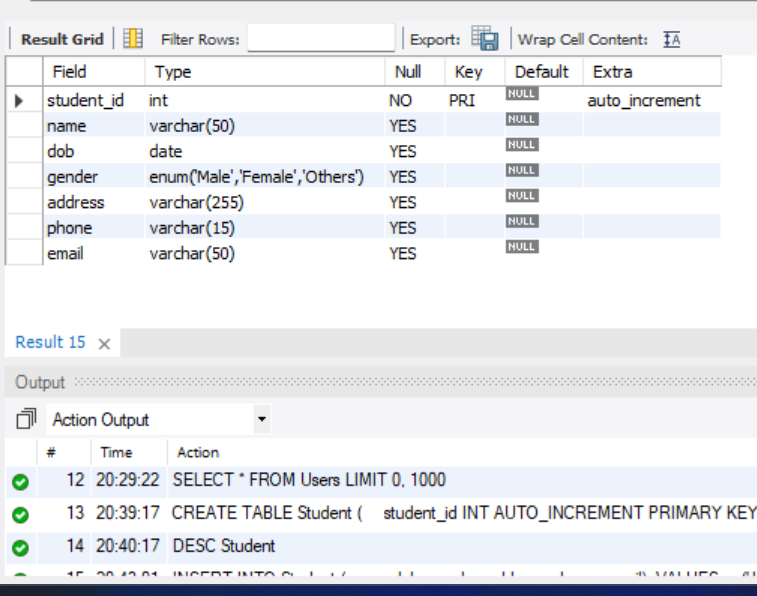 Result Grid Filter Rows: Export: Wrap Cell Content: IA
Field Type Null Key Default Extra
student_id int NO PRI NULL auto_increment
name varchar(50) YES NULL
dob date YES NULL
gender enum('Male','Female','Others') YES NULL
address varchar(255) YES NULL
phone varchar(15) YES NULL
email varchar(50) YES NULL
Result 15
Output
Action Output
# Time Action
12 20:29:22 SELECT * FROM Users LIMIT 0, 1000
13 20:39:17 CREATE TABLE Student ( student_id INT AUTO_INCREMENT PRIMARY KEY
14 20:40:17 DESC Student